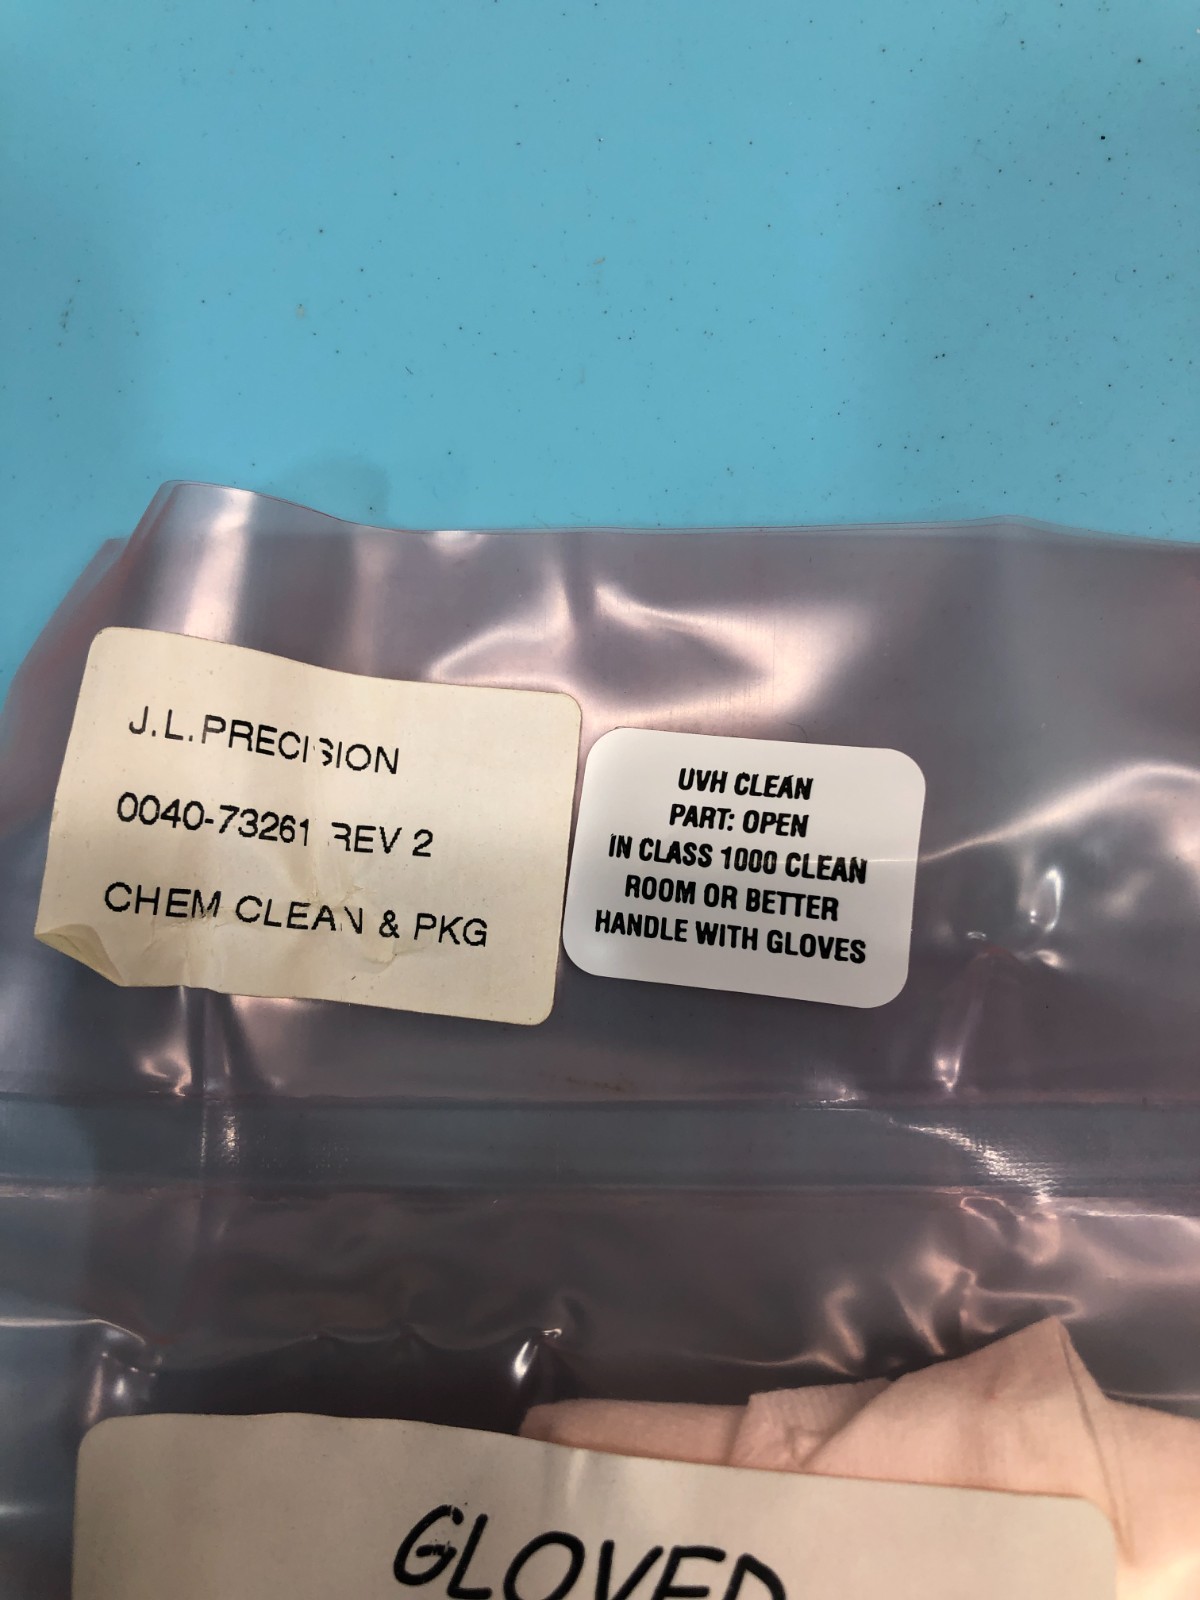 J.L.PRECISION
0040-73261 REV 2
CHEM CLEAN & PKG
UVH CLEAN
PART: OPEN
IN CLASS 1000 CLEAN
ROOM OR BETTER
HANDLE WITH GLOVES
GLOVED